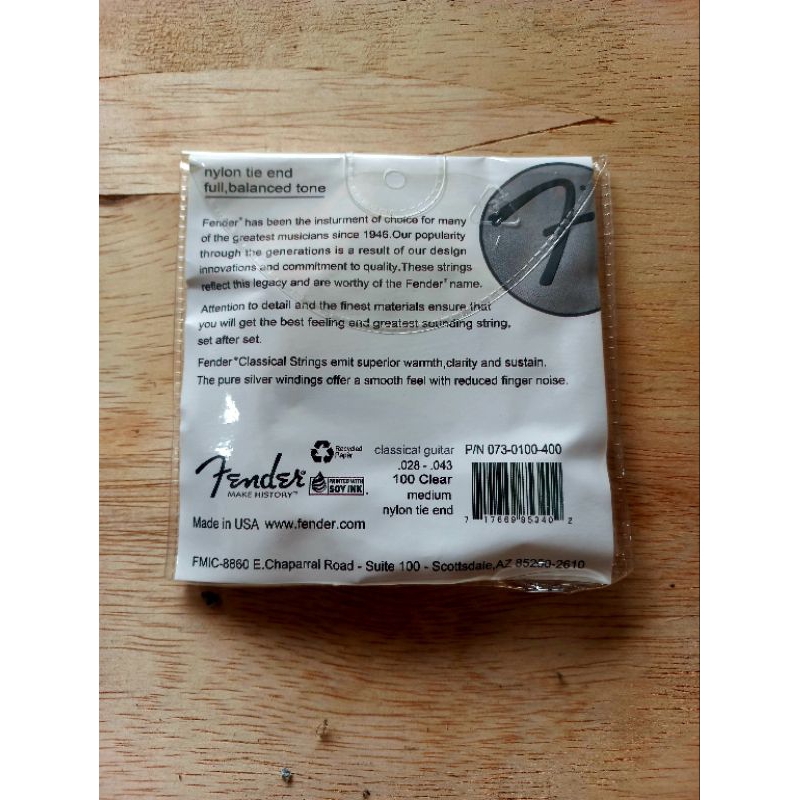 nylon tie end
full,balanced tone
Fender® has been the insturment of choice for many
of the greatest musicians since 1946.Our popularity
through the generations is a result of our design
innovations and commitment to quality.These strings
reflect this legacy and are worthy of the Fender® name.
Attention to detail and the finest materials ensure that
you will get the best feeling end greatest sounding string,
set after set.
Fender®Classical Strings emit superior warmth,clarity and sustain.
The pure silver windings offer a smooth feel with reduced finger noise.
Fender®
MAKE HISTORY™
Recycled
Paper
PRINTED WITH
SOY INK
classical guitar
.028 - .043
100 Clear
medium
nylon tie end
P/N 073-0100-400
7 17669 95340 2
Made in USA www.fender.com
FMIC-8860 E.Chaparral Road - Suite 100 - Scottsdale,AZ 85250-2610